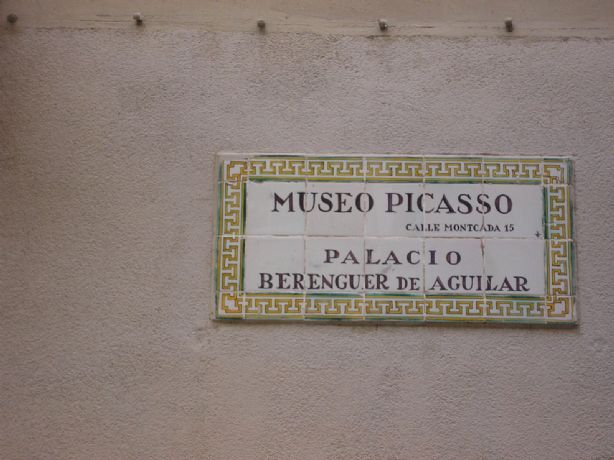 MUSEO PICASSO
CALLE MONTCADA 15
PALACIO
BERENGUER DE AGUILAR